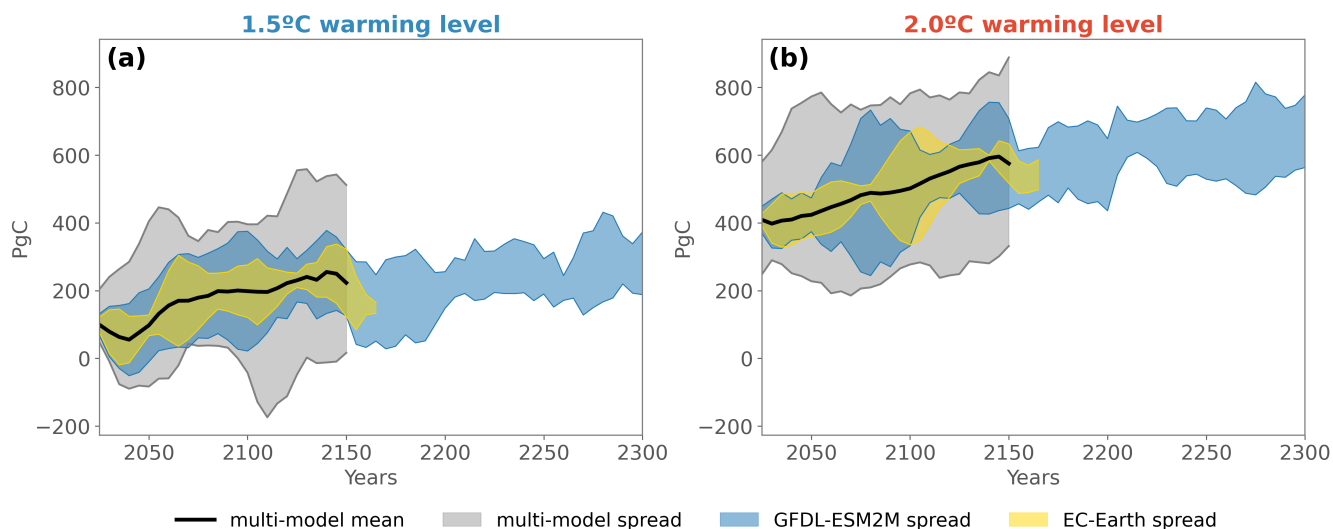 1.5ºC warming level
(a)
PgC
800
600
400
200
0
−200
2050
2100
2150
2200
2250
2300
Years
2.0ºC warming level
(b)
PgC
800
600
400
200
0
−200
2050
2100
2150
2200
2250
2300
Years
multi-model mean
multi-model spread
GFDL-ESM2M spread
EC-Earth spread